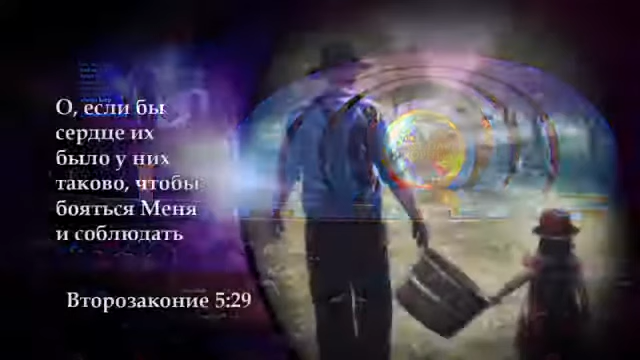 О, если бы
сердце их
было у них
таково, чтобы
бояться Меня
и соблюдать
Второзаконие 5:29